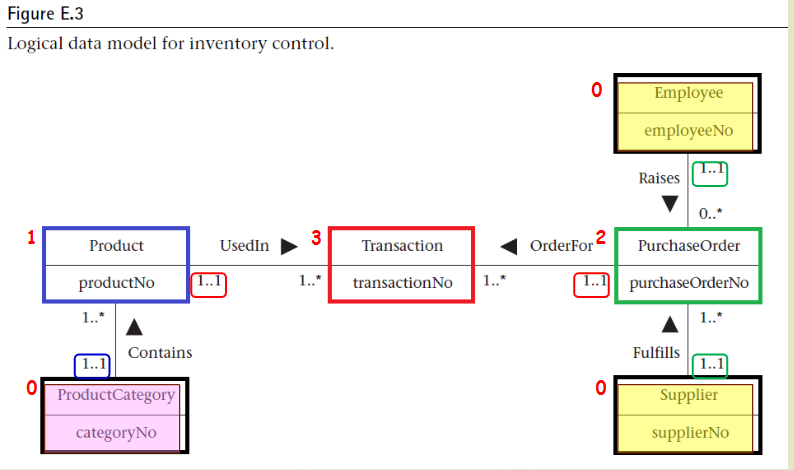 Figure E.3
Logical data model for inventory control.
0
Employee
employeeNo
Raises
1..1
0..*
1
Product
productNo
UsedIn
1..1
1..*
3
Transaction
transactionNo
OrderFor
1..*
1..1
2
PurchaseOrder
purchaseOrderNo
1..*
Contains
1..1
1..*
Fulfills
1..1
0
ProductCategory
categoryNo
0
Supplier
supplierNo